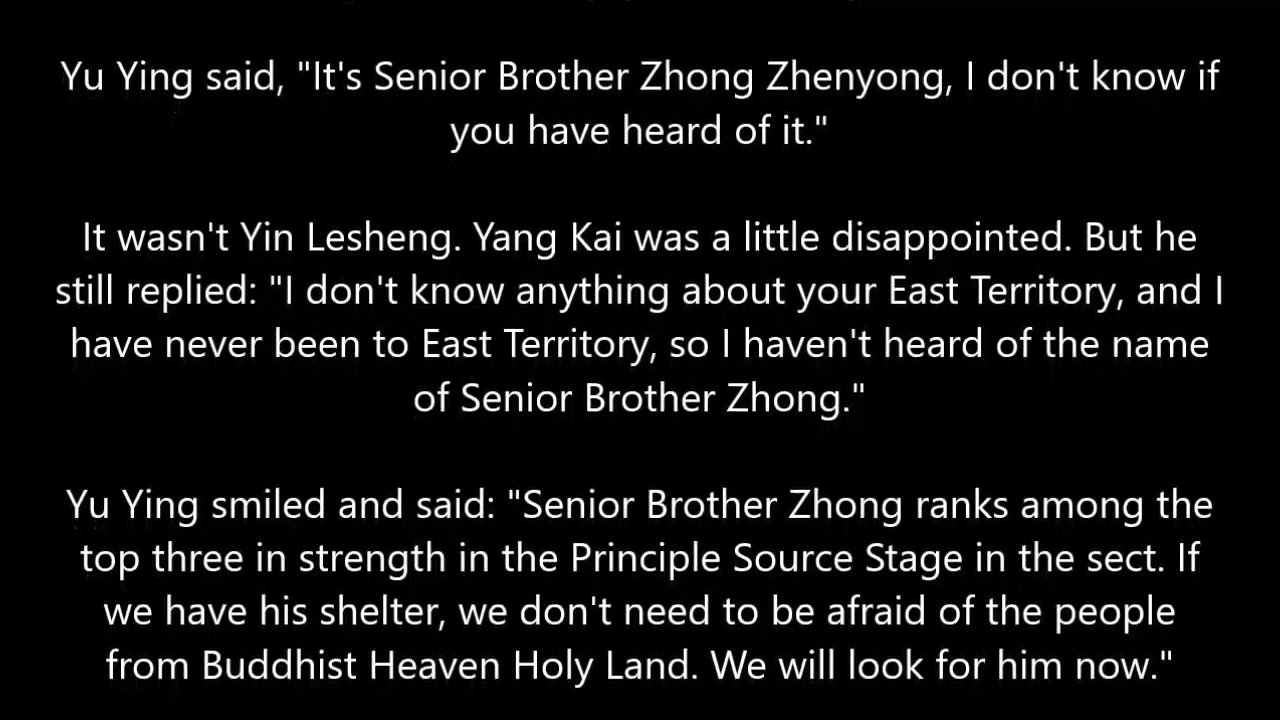 Yu Ying said, "It's Senior Brother Zhong Zhenyong, I don't know if
you have heard of it."
It wasn't Yin Lesheng. Yang Kai was a little disappointed. But he
still replied: "I don't know anything about your East Territory, and I
have never been to East Territory, so I haven't heard of the name
of Senior Brother Zhong."
Yu Ying smiled and said: "Senior Brother Zhong ranks among the
top three in strength in the Principle Source Stage in the sect. If
we have his shelter, we don't need to be afraid of the people
from Buddhist Heaven Holy Land. We will look for him now."